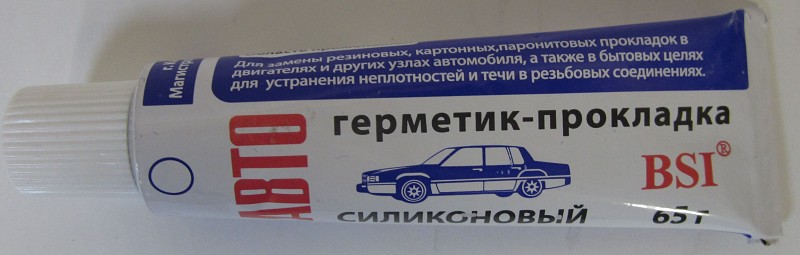 Для замены резиновых, картонных,паронитовых прокладок в
двигателях и других узлах автомобиля, а также в бытовых целях
для устранения неплотностей и течи в резьбовых соединениях.
АВТО
герметик-прокладка
BSI®
силиконовый
65 г